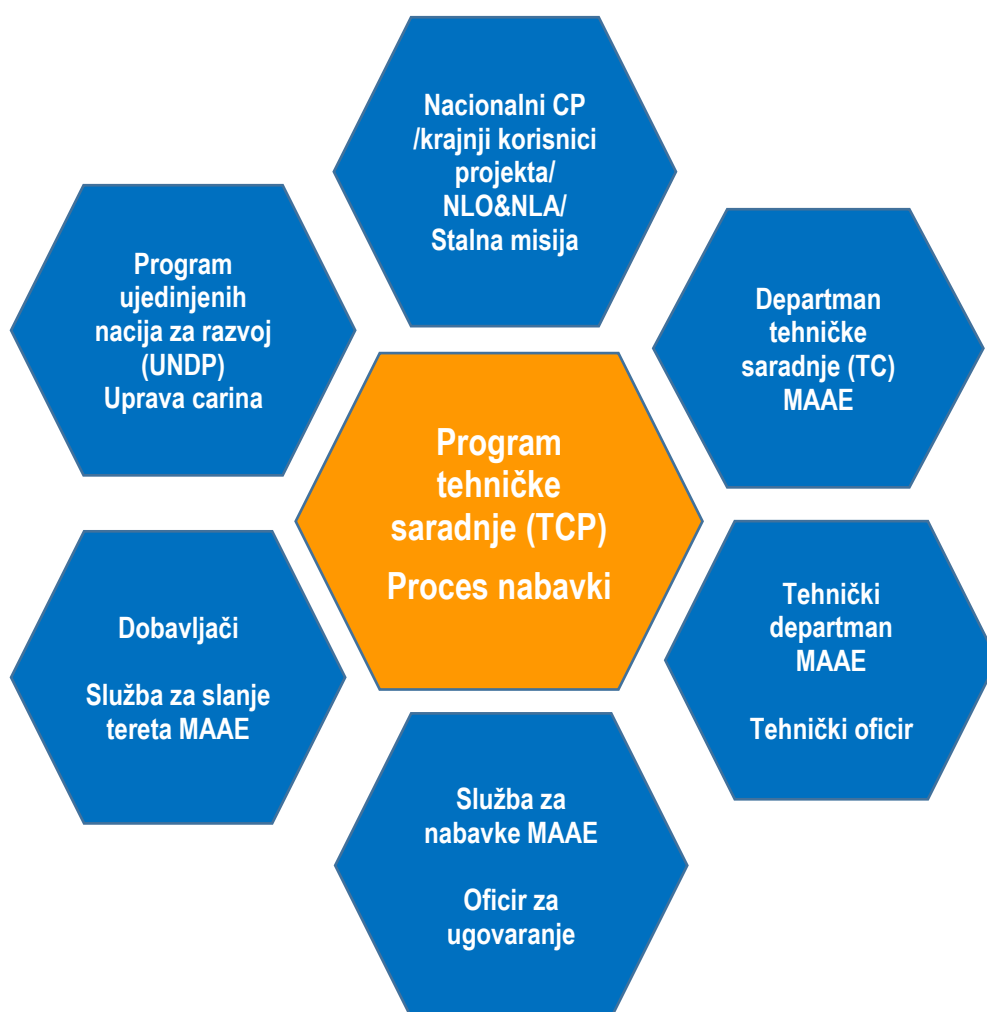 Nacionalni CP
/krajnji korisnici
projekta/
NLO&NLA/
Stalna misija
Program
ujedinjenih
nacija za razvoj
(UNDP)
Uprava carina
Departman
tehničke
saradnje (TC)
MAAE
Program
tehničke
saradnje (TCP)
Proces nabavki
Dobavljači
Služba za slanje
tereta MAAE
Tehnički
departman
MAAE
Tehnički oficir
Služba za
nabavke MAAE
Oficir za
ugovaranje